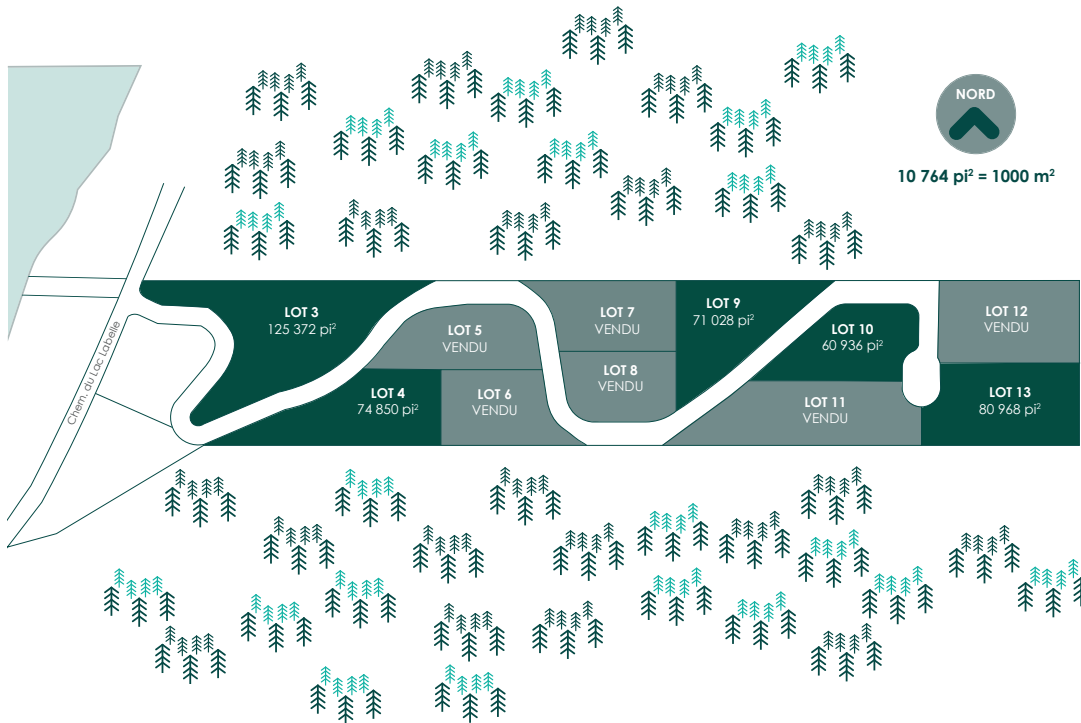 NORD
10 764 pi² = 1000 m²
LOT 3
125 372 pi²
LOT 4
74 850 pi²
LOT 5
VENDU
LOT 6
VENDU
LOT 7
VENDU
LOT 8
VENDU
LOT 9
71 028 pi²
LOT 10
60 936 pi²
LOT 11
VENDU
LOT 12
VENDU
LOT 13
80 968 pi²
Chem. du Lac Labelle